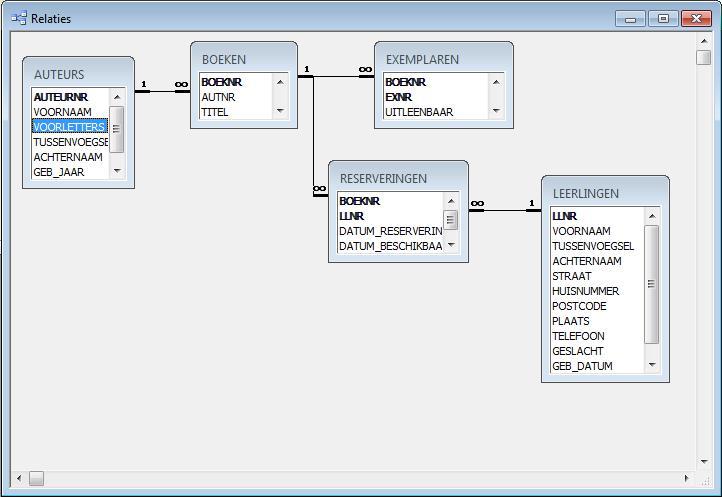 Relaties
AUTEURS
AUTEURNR
VOORNAAM
VOORLETTERS
TUSSENVOEGSE
ACHTERNAAM
GEB_JAAR
1 ∞
BOEKEN
BOEKNR
AUTNR
TITEL
1 ∞
∞
EXEMPLAREN
BOEKNR
EXNR
UITLEENBAAR
RESERVERINGEN
BOEKNR
LLNR
DATUM_RESERVERIN
DATUM_BESCHIKBAA
∞ 1
LEERLINGEN
LLNR
VOORNAAM
TUSSENVOEGSEL
ACHTERNAAM
STRAAT
HUISNUMMER
POSTCODE
PLAATS
TELEFOON
GESLACHT
GEB_DATUM